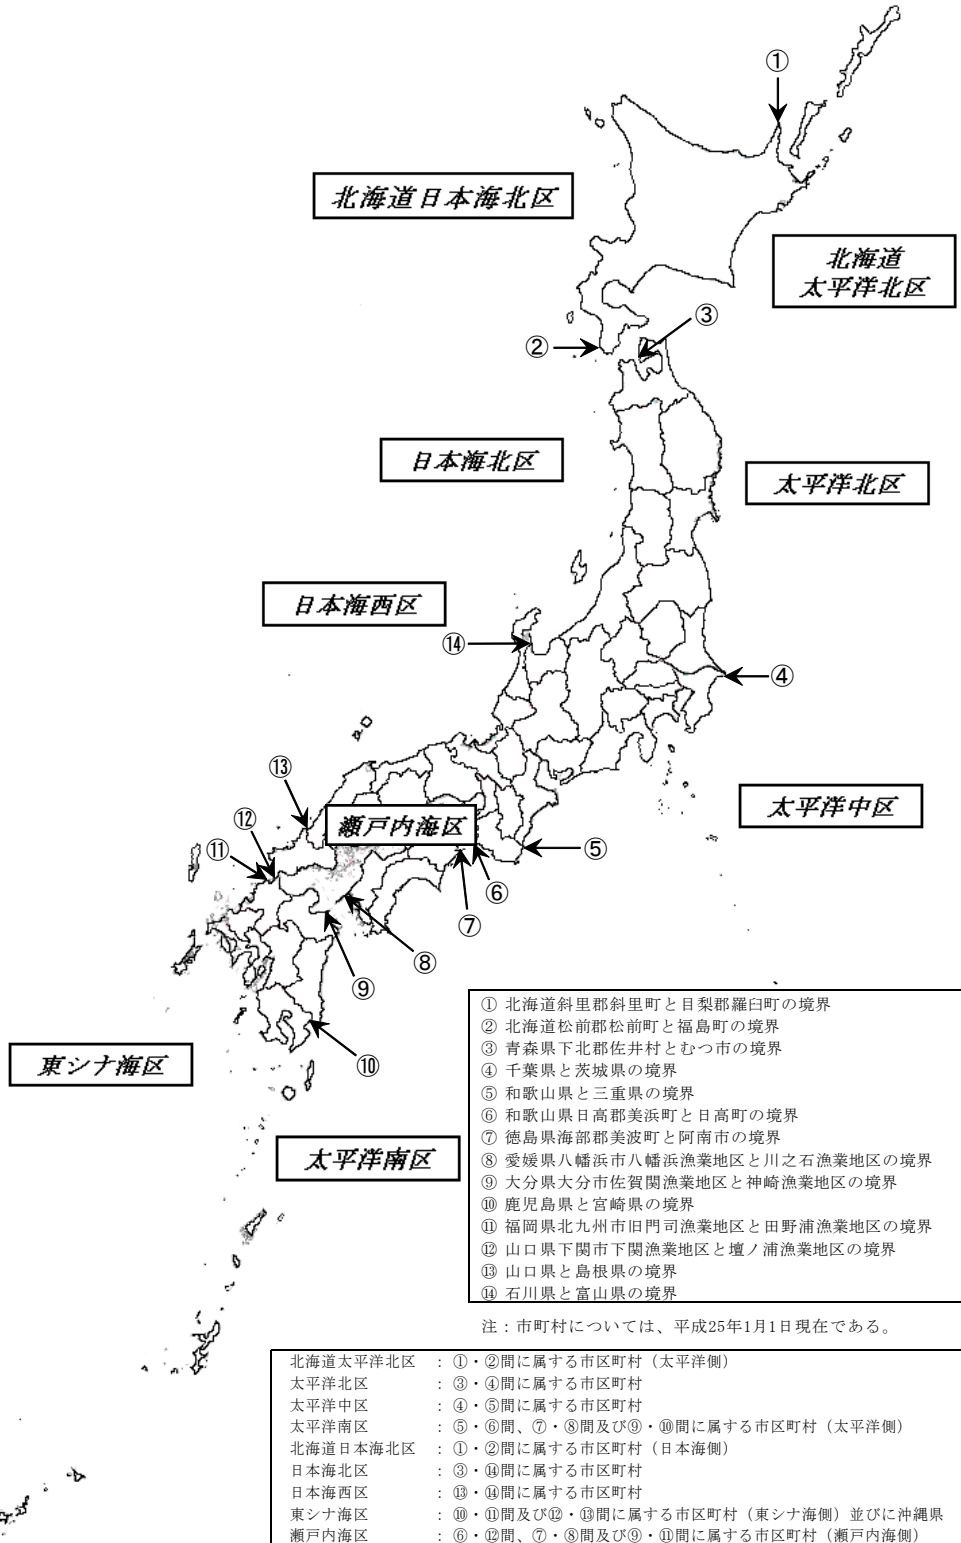 ①
北海道日本海北区
北海道
太平洋北区
③
②
日本海北区
太平洋北区
日本海西区
⑭
④
⑬
太平洋中区
⑫
瀬戸内海区
⑪
⑤
⑥
⑦
⑧
⑨
⑩
東シナ海区
太平洋南区
① 北海道斜里郡斜里町と目梨郡羅臼町の境界
② 北海道松前郡松前町と福島町の境界
③ 青森県下北郡佐井村とむつ市の境界
④ 千葉県と茨城県の境界
⑤ 和歌山県と三重県の境界
⑥ 和歌山県日高郡美浜町と日高町の境界
⑦ 徳島県海部郡美波町と阿南市の境界
⑧ 愛媛県八幡浜市八幡浜漁業地区と川之石漁業地区の境界
⑨ 大分県大分市佐賀関漁業地区と神崎漁業地区の境界
⑩ 鹿児島県と宮崎県の境界
⑪ 福岡県北九州市旧門司漁業地区と田野浦漁業地区の境界
⑫ 山口県下関市下関漁業地区と壇ノ浦漁業地区の境界
⑬ 山口県と島根県の境界
⑭ 石川県と富山県の境界
注：市町村については、平成25年1月1日現在である。
北海道太平洋北区 ：①・②間に属する市区町村（太平洋側）
太平洋北区 ：③・④間に属する市区町村
太平洋中区 ：④・⑤間に属する市区町村
太平洋南区 ：⑤・⑥間、⑦・⑧間及び⑨・⑩間に属する市区町村（太平洋側）
北海道日本海北区 ：①・②間に属する市区町村（日本海側）
日本海北区 ：③・⑭間に属する市区町村
日本海西区 ：⑬・⑭間に属する市区町村
東シナ海区 ：⑩・⑪間及び⑫・⑬間に属する市区町村（東シナ海側）並びに沖縄県
瀬戸内海区 ：⑥・⑫間、⑦・⑧間及び⑨・⑪間に属する市区町村（瀬戸内海側）